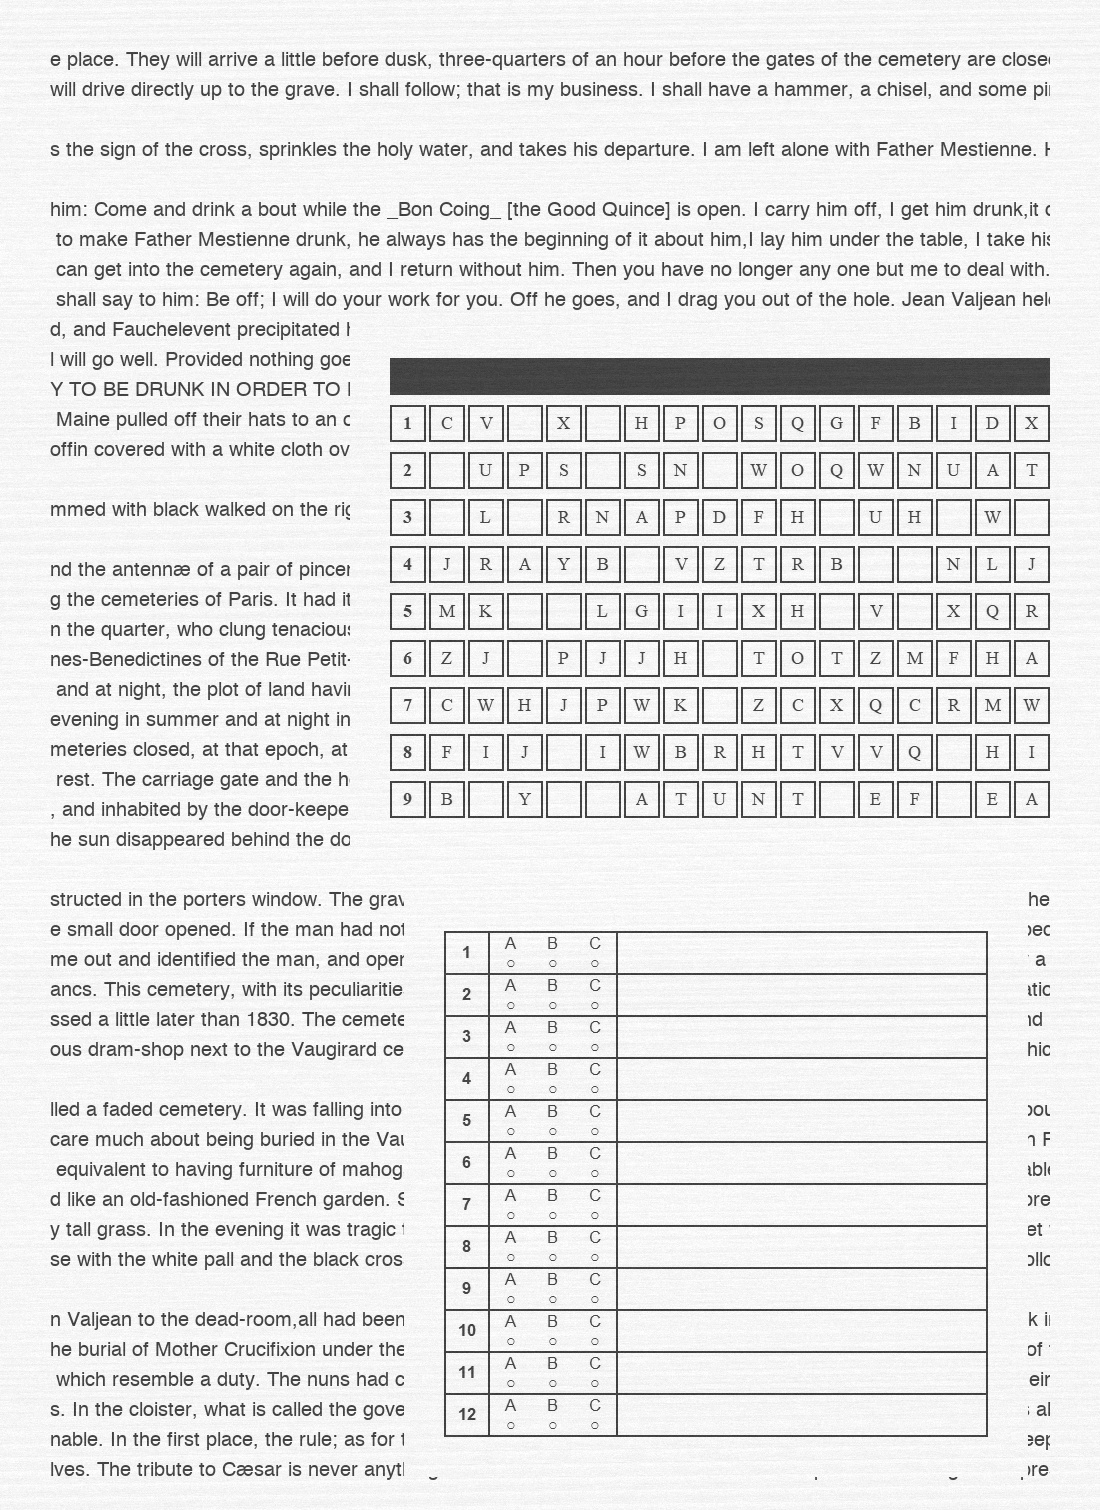 e place. They will arrive a little before dusk, three-quarters of an hour before the gates of the cemetery are close
will drive directly up to the grave. I shall follow; that is my business. I shall have a hammer, a chisel, and some pi
s the sign of the cross, sprinkles the holy water, and takes his departure. I am left alone with Father Mestienne.
him: Come and drink a bout while the _Bon Coing_ [the Good Quince] is open. I carry him off, I get him drunk,it
to make Father Mestienne drunk, he always has the beginning of it about him,I lay him under the table, I take his
can get into the cemetery again, and I return without him. Then you have no longer any one but me to deal with.
shall say to him: Be off; I will do your work for you. Off he goes, and I drag you out of the hole. Jean Valjean hel
d, and Fauchelevent precipitated
l will go well. Provided nothing goe
Y TO BE DRUNK IN ORDER TO
Maine pulled off their hats to an
offin covered with a white cloth ov
mmed with black walked on the rig
nd the antennæ of a pair of pincer
g the cemeteries of Paris. It had it
n the quarter, who clung tenacious
nes-Benedictines of the Rue Petit-
and at night, the plot of land havin
evening in summer and at night in
meteries closed, at that epoch, at
rest. The carriage gate and the h
, and inhabited by the door-keepe
he sun disappeared behind the do
1 C V X H P O S Q G F B I D X
2 U P S S N W O Q W N U A T
3 L R N A P D F H U H W
4 J R A Y B V Z T R B N L J
5 M K L G I I X H V X Q R
6 Z J P J J H T O T Z M F H A
7 C W H J P W K Z C X Q C R M W
8 F I J I W B R H T V V Q H I
9 B Y A T U N T E F E A
structed in the porters window. The grav
e small door opened. If the man had not
me out and identified the man, and oper
ancs. This cemetery, with its peculiaritie
ssed a little later than 1830. The cemete
ous dram-shop next to the Vaugirard ce
lled a faded cemetery. It was falling into
care much about being buried in the Vau
equivalent to having furniture of mahog
d like an old-fashioned French garden. S
y tall grass. In the evening it was tragic
se with the white pall and the black cros
n Valjean to the dead-room,all had been
he burial of Mother Crucifixion under the
which resemble a duty. The nuns had c
s. In the cloister, what is called the gove
nable. In the first place, the rule; as for
lves. The tribute to Cæsar is never anyt
1 A B C
2 A B C
3 A B C
4 A B C
5 A B C
6 A B C
7 A B C
8 A B C
9 A B C
10 A B C
11 A B C
12 A B C
he
a
nd